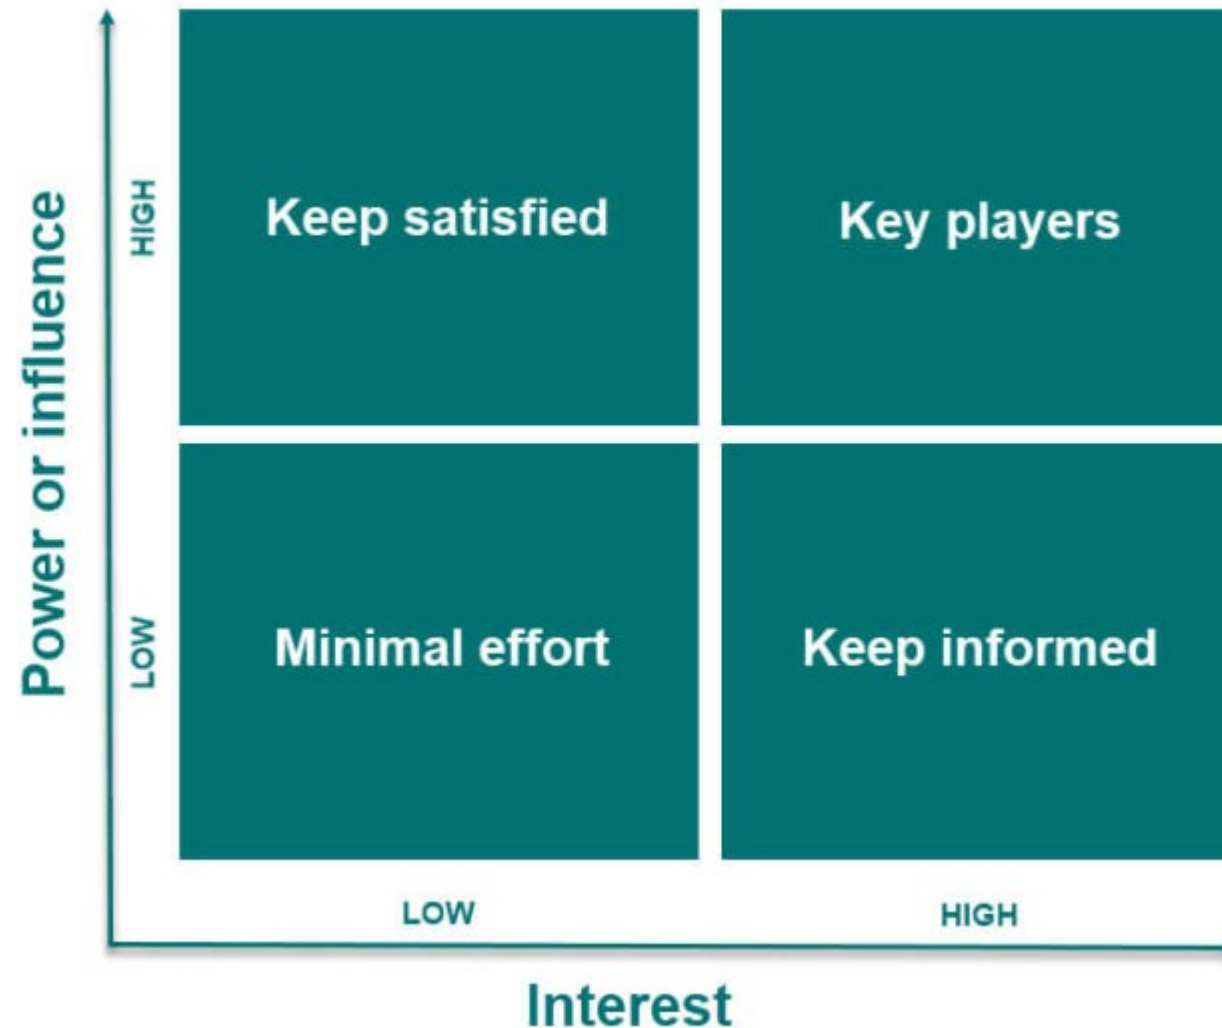 Power or influence
HIGH
Keep satisfied
Key players
LOW
Minimal effort
Keep informed
LOW
HIGH
Interest